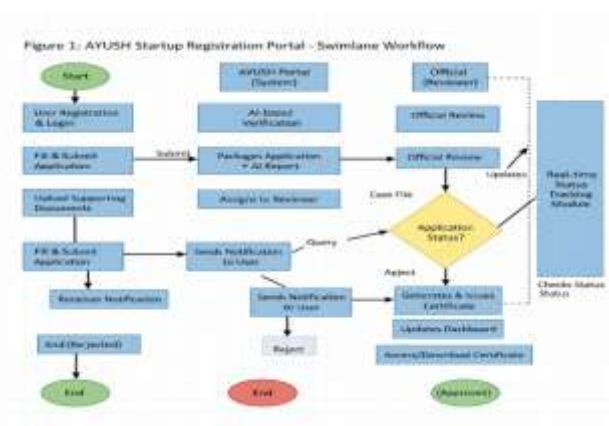 Figure 1: AYUSH Startup Registration Portal - Swimlane Workflow
Start
AYUSH Portal
(System)
Official
(Reviewer)
User Registration
& Login
AI-based
Verification
Official Review
Fill & Submit
Application
Submit
Packages Application
+ AI Report
Official Review
Updates
Real-time
Status
Tracking
Module
Upload Supporting
Documents
Assigns to Reviewer
Case File
Application
Status?
Fill & Submit
Application
Sends Notification
to User
Query
Receives Notification
Sends Notification
to User
Generates & Issues
Certificate
Checks Status
Status
Updates Dashboard
End (Rejected)
Reject
Access/Download Certificate
End
End